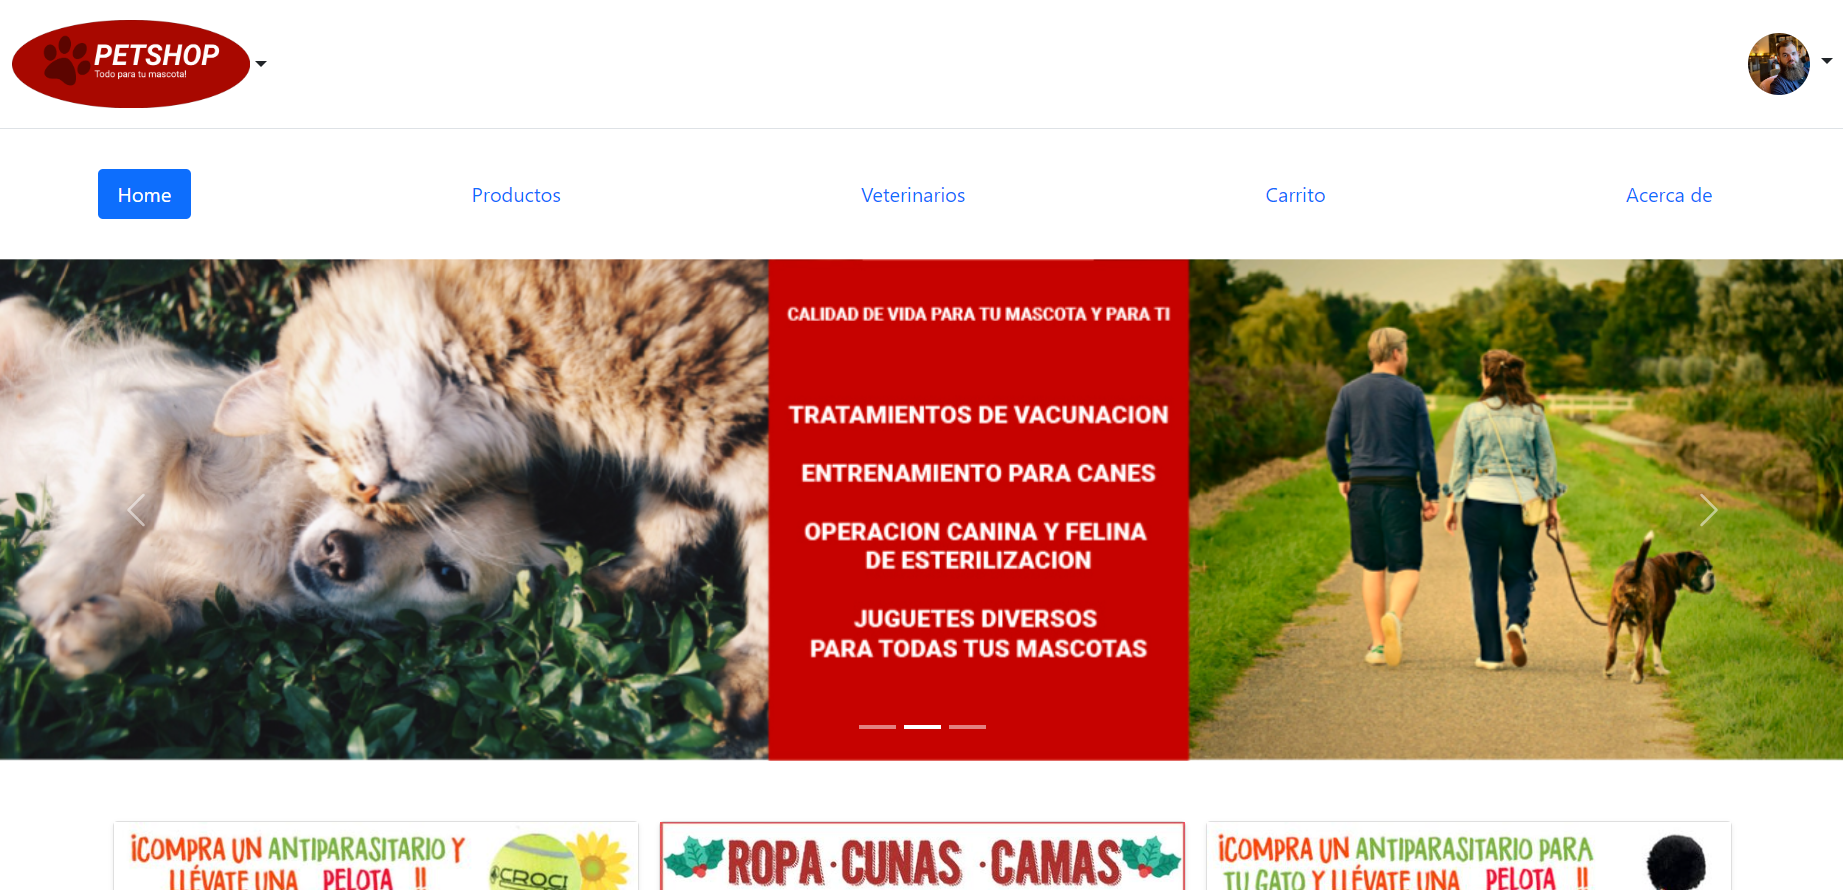 PETSHOP
Todo para tu mascota!
Home
Productos
Veterinarios
Carrito
Acerca de
CALIDAD DE VIDA PARA TU MASCOTA Y PARA TI
TRATAMIENTOS DE VACUNACION
ENTRENAMIENTO PARA CANES
OPERACION CANINA Y FELINA
DE ESTERILIZACION
JUGUETES DIVERSOS
PARA TODAS TUS MASCOTAS
¡COMPRA UN ANTIPARASITARIO Y
LLÉVATE UNA PELOTA !!
CROCI
ROPA · CUNAS · CAMAS
¡COMPRA UN ANTIPARASITARIO PARA
TU GATO Y LLÉVATE UNA PELOTA !!